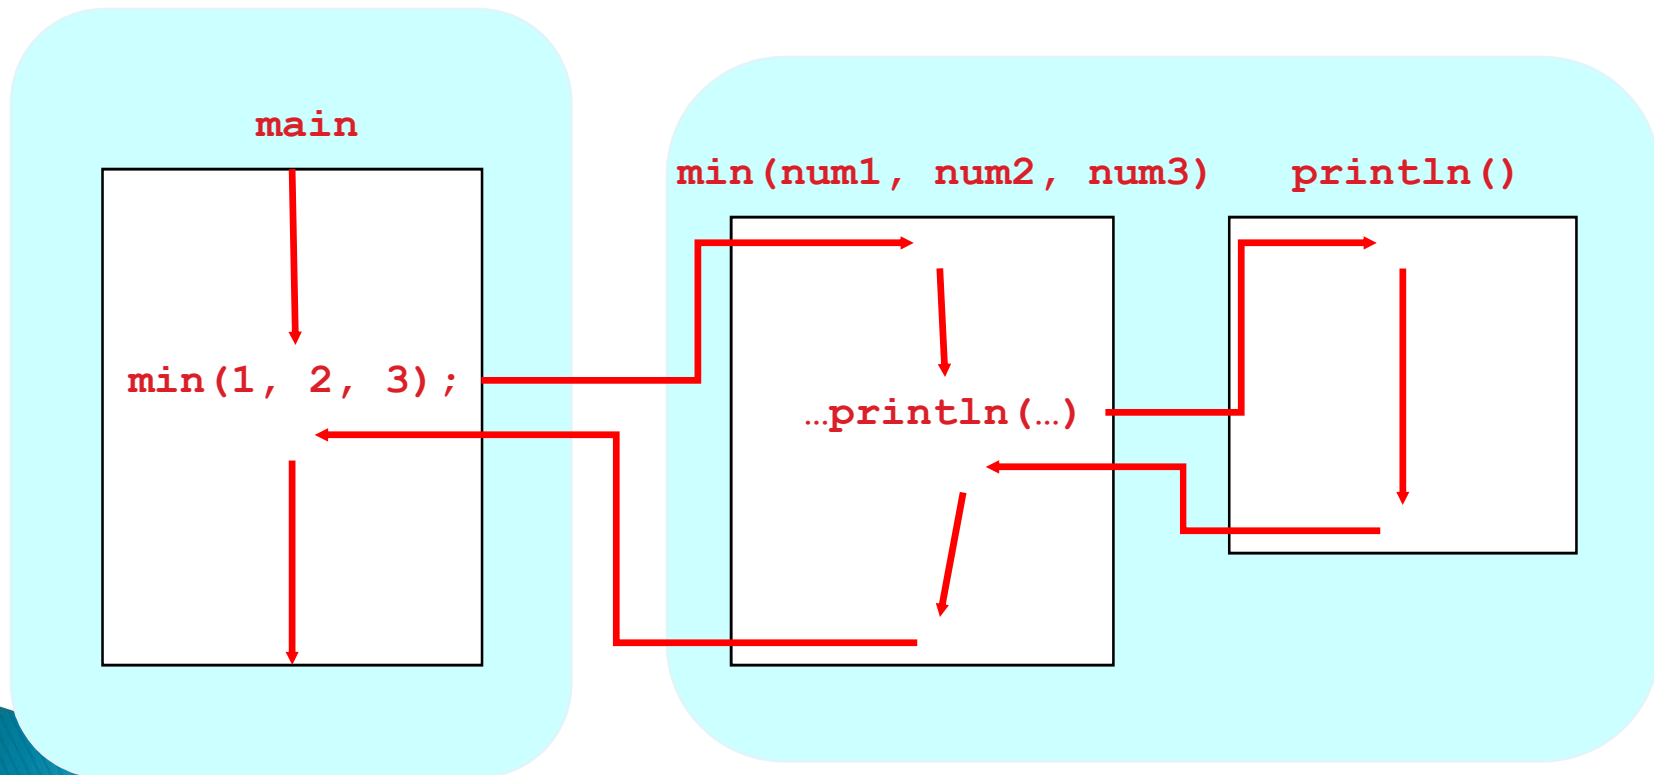 main
min(1, 2, 3);
min(num1, num2, num3)
…println(…)
println()